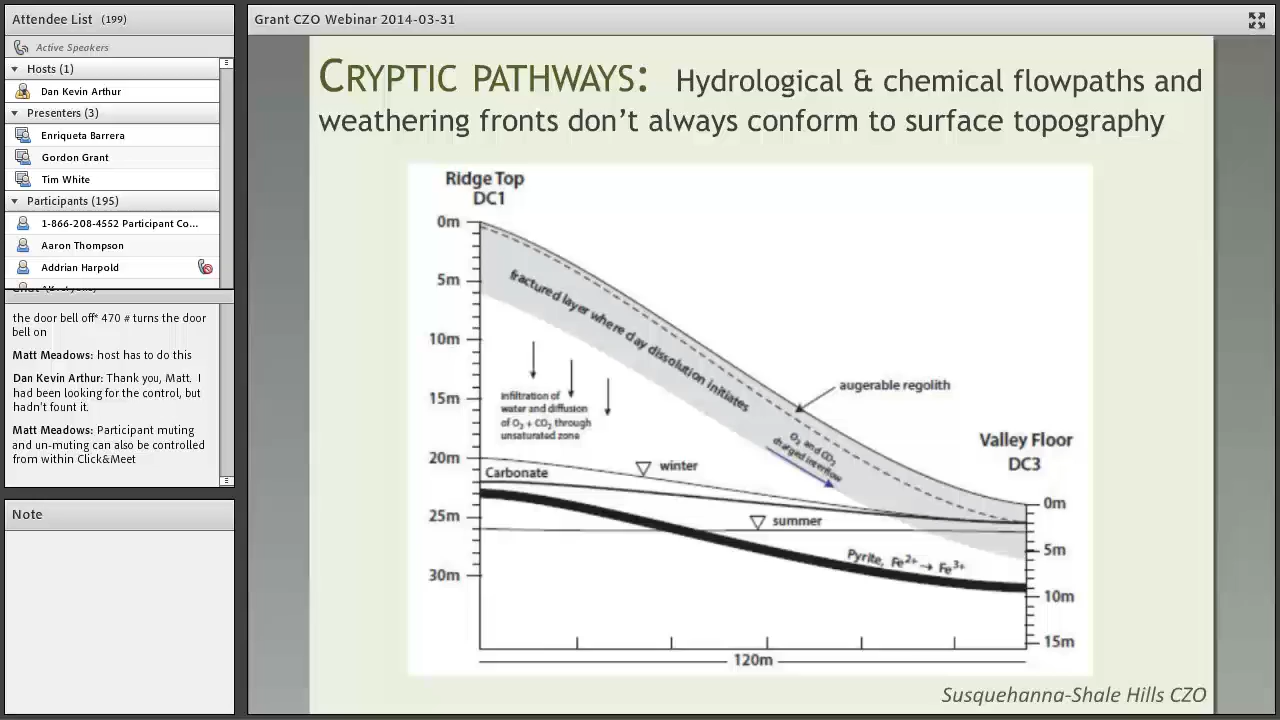 Attendee List (199)
Active Speakers
Hosts (1)
Dan Kevin Arthur
Presenters (3)
Enriqueta Barrera
Gordon Grant
Tim White
Participants (195)
1-866-208-4552 Participant Co...
Aaron Thompson
Addrian Harpold
the door bell off* 470 # turns the door
bell on
Matt Meadows: host has to do this
Dan Kevin Arthur: Thank you, Matt. I
had been looking for the control, but
hadn't fount it.
Matt Meadows: Participant muting
and un-muting can also be controlled
from within Click&Meet
Note
Grant CZO Webinar 2014-03-31
CRYPTIC PATHWAYS: Hydrological & chemical flowpaths and
weathering fronts don't always conform to surface topography
Ridge Top
DC1
0m
5m
10m
15m
20m
25m
30m
fractured layer where clay dissolution initiates
augerable regolith
Infiltration of
water and diffusion
of O₂ + CO₂ through
unsaturated zone
O₂ and CO₂
charged interflow
Valley Floor
DC3
winter
Carbonate
summer
Pyrite, Fe²⁺ → Fe³⁺
0m
5m
10m
15m
120m
Susquehanna-Shale Hills CZO